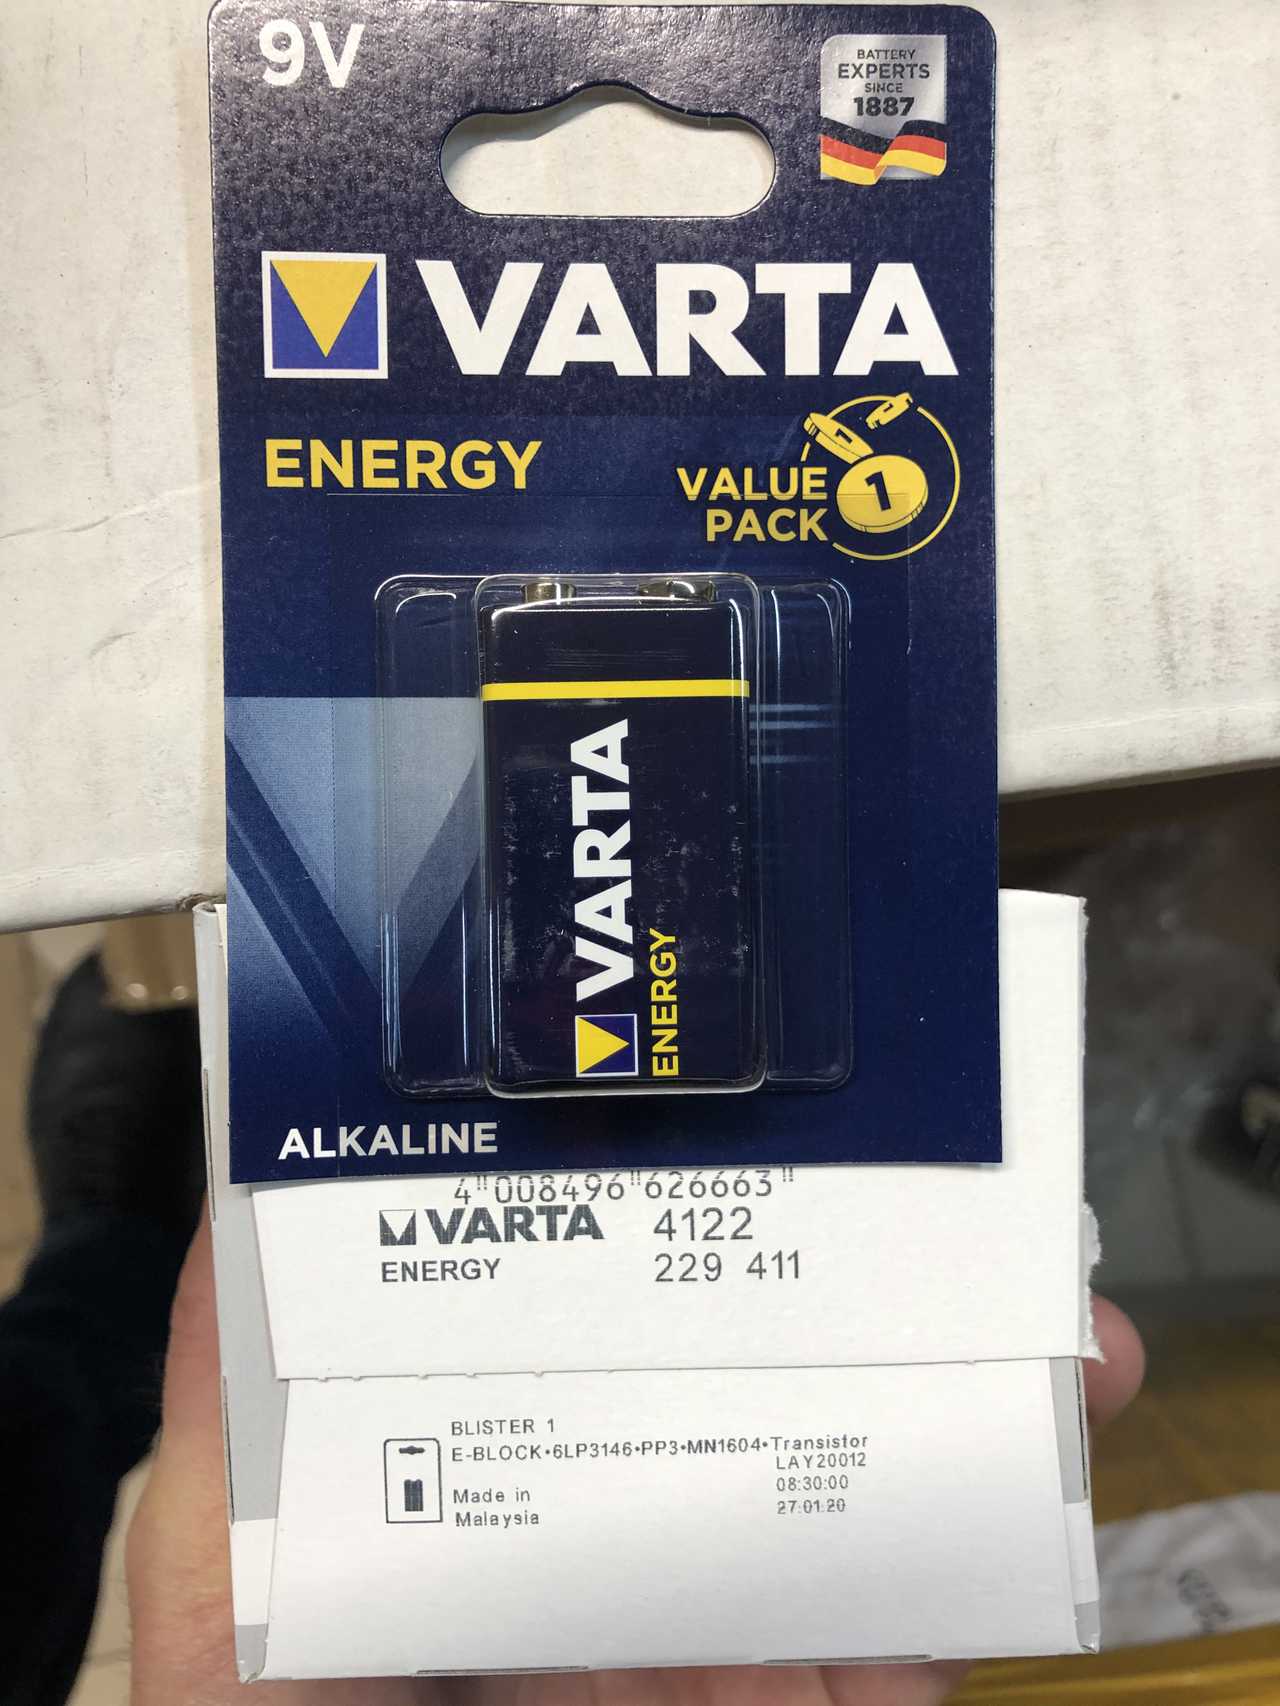 9V
BATTERY
EXPERTS
SINCE
1887
VARTA
ENERGY
VALUE
PACK
1
1
1
VARTA
ENERGY
ALKALINE
4"008496"626663"
VARTA 4122
ENERGY 229 411
BLISTER 1
E-BLOCK•6LP3146•PP3•MN1604•Transistor
LAY20012
08:30:00
Made in
27.01.20
Malaysia